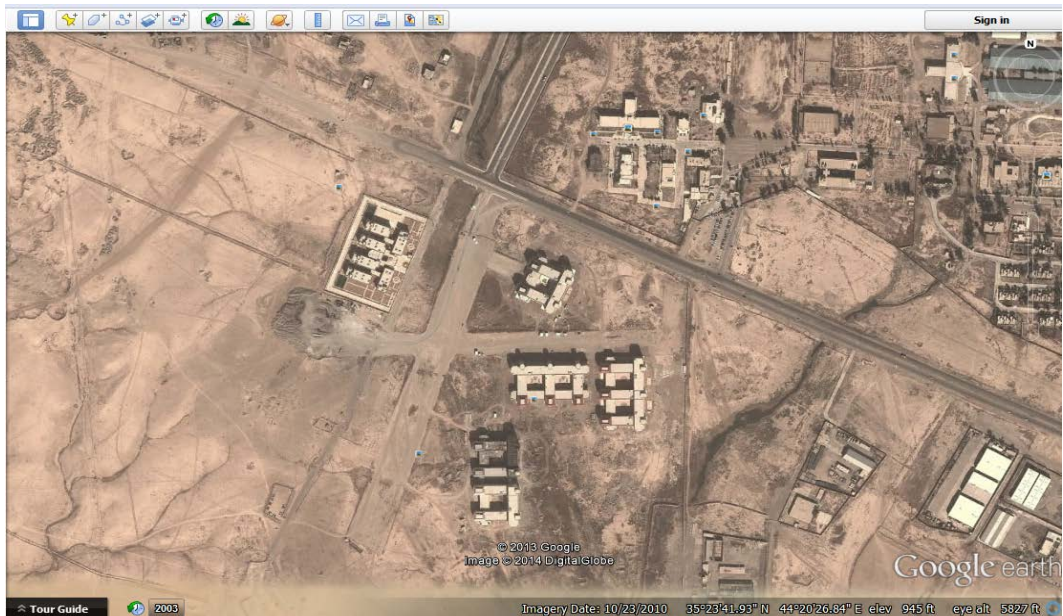 Sign in
N
© 2013 Google
Image © 2014 DigitalGlobe
Google earth
Tour Guide
2003
Imagery Date: 10/23/2010 35°23'41.93" N 44°20'26.84" E elev 945 ft eye alt 5827 ft